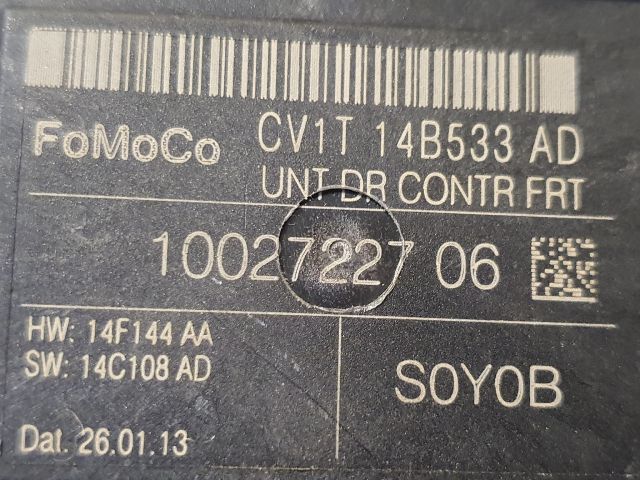 FoMoCo CV1T 14B533 AD
UNT DR CONTR FRT
10027227 06
HW: 14F144 AA
SW: 14C108 AD
Dat. 26.01.13
S0Y0B